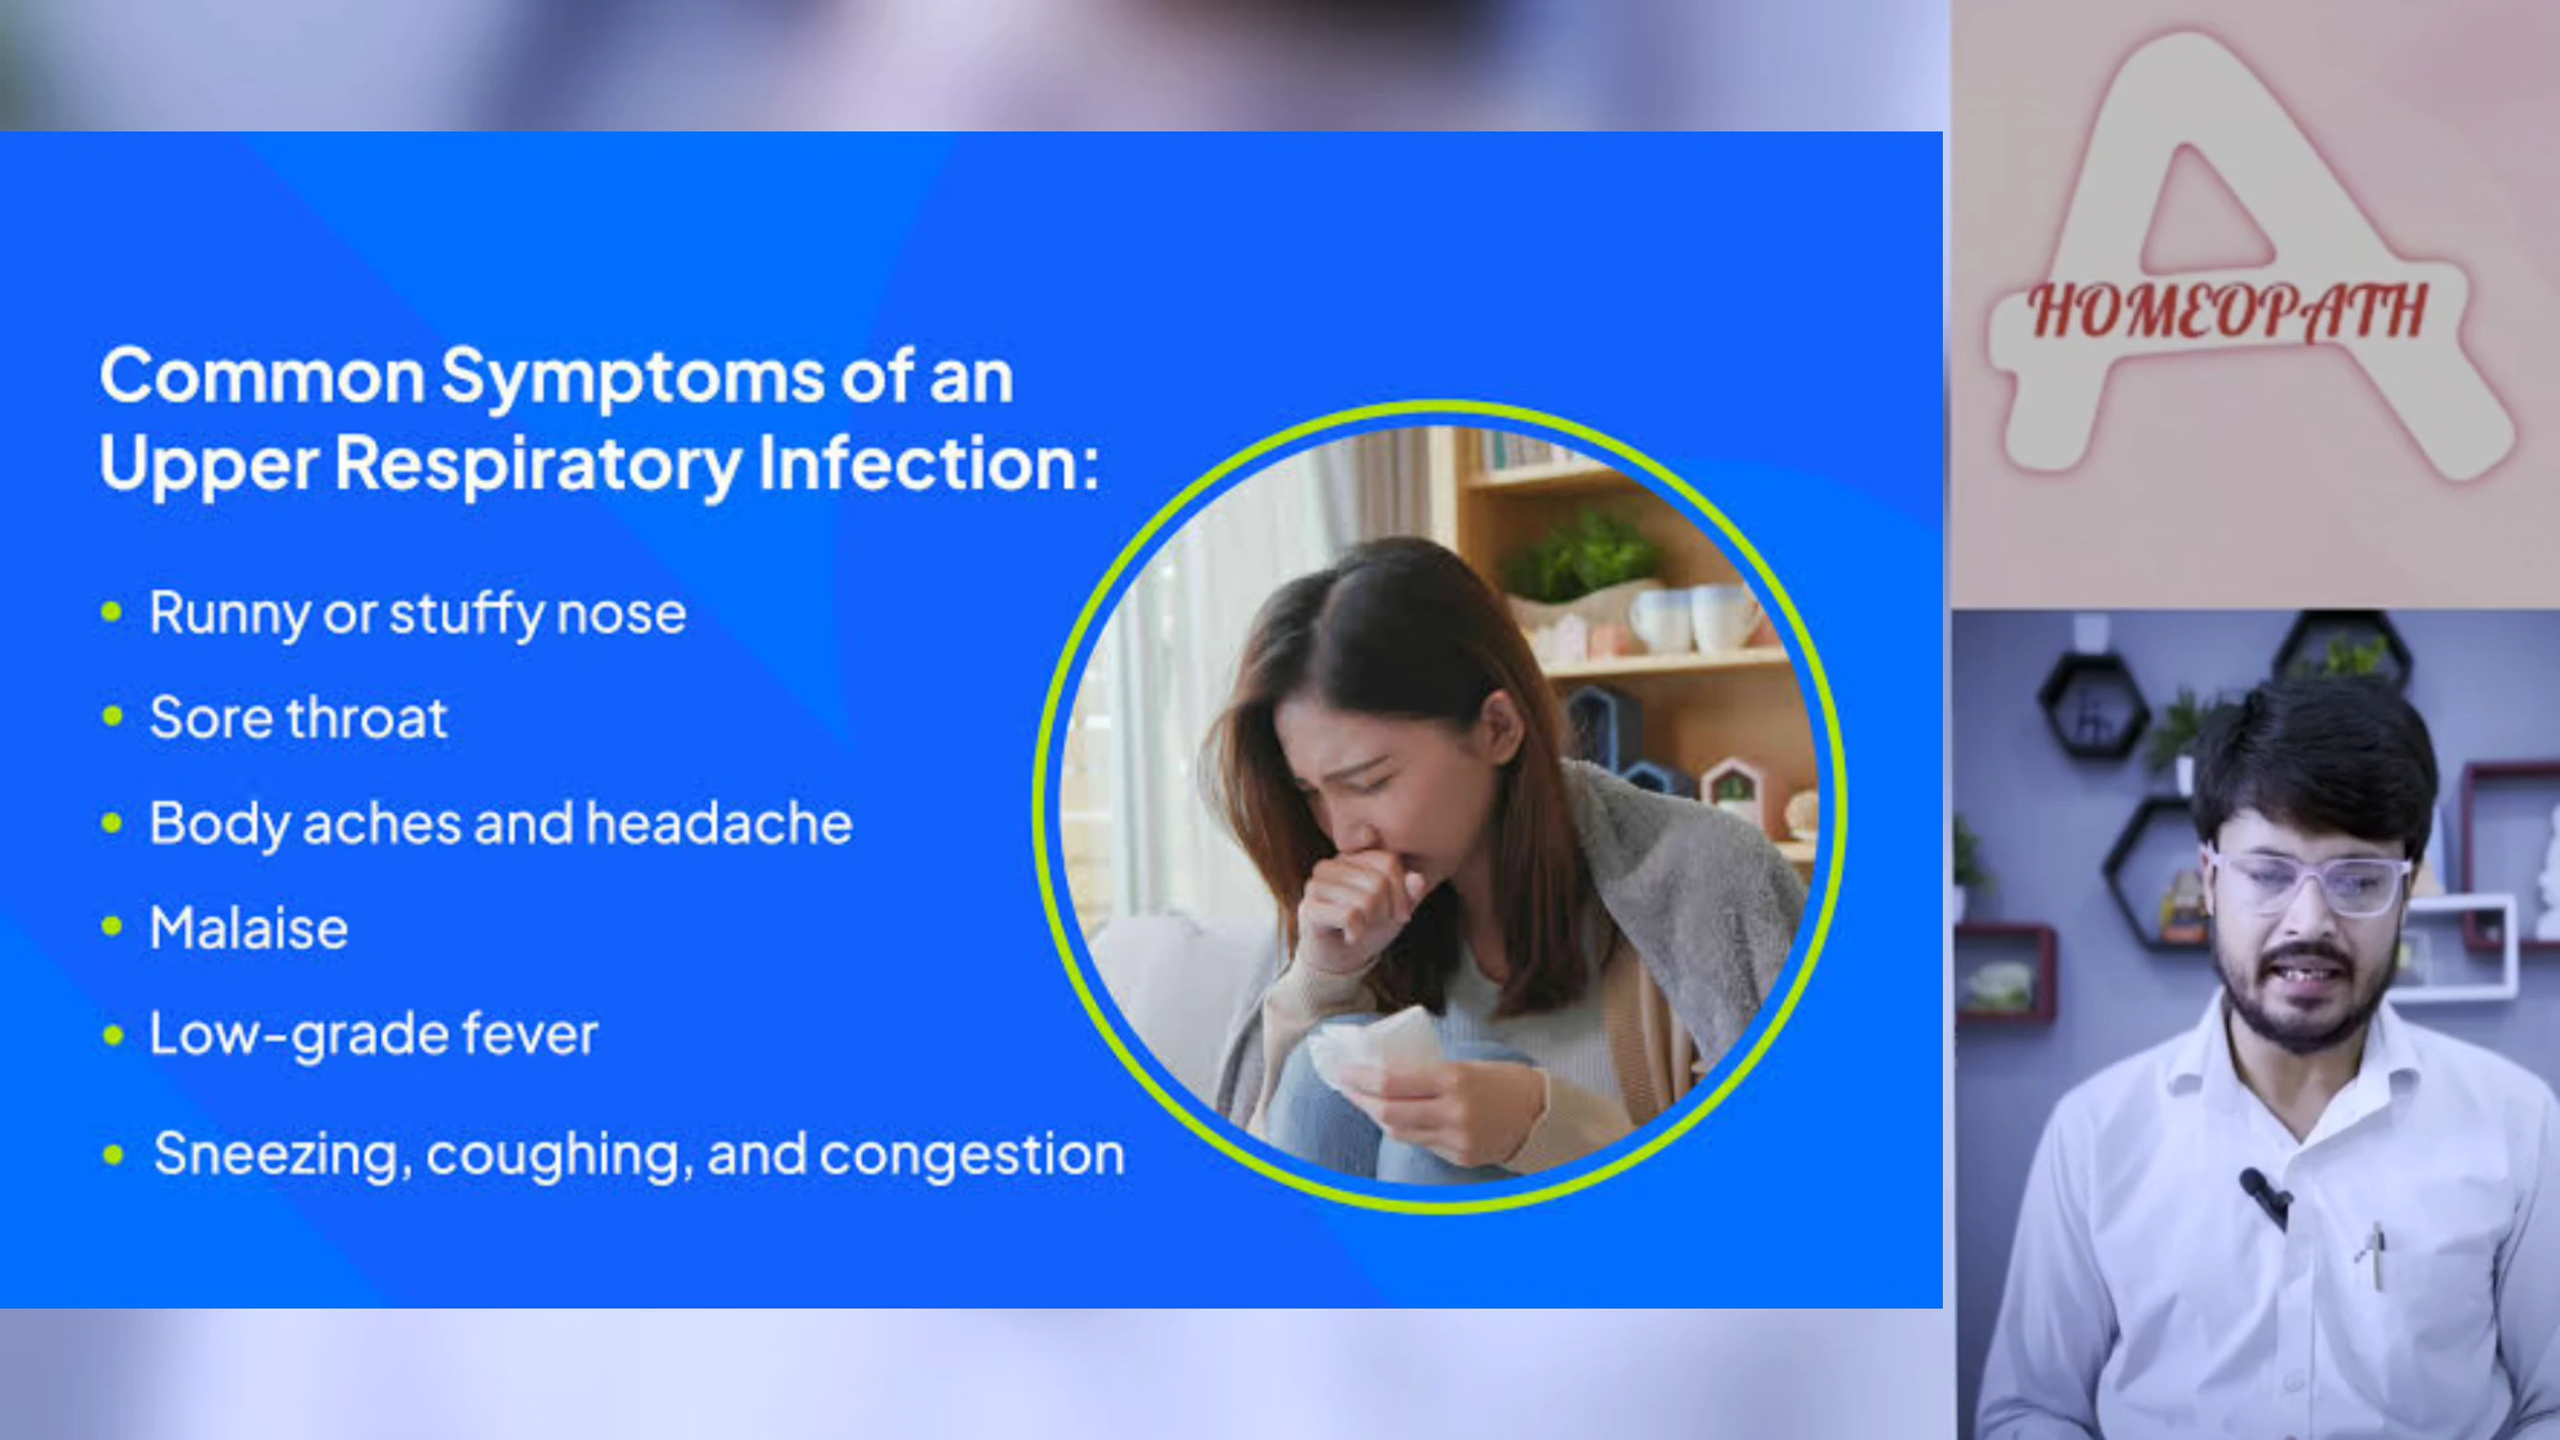 Common Symptoms of an
Upper Respiratory Infection:
Runny or stuffy nose
Sore throat
Body aches and headache
Malaise
Low-grade fever
Sneezing, coughing, and congestion
A
HOMEOPATH